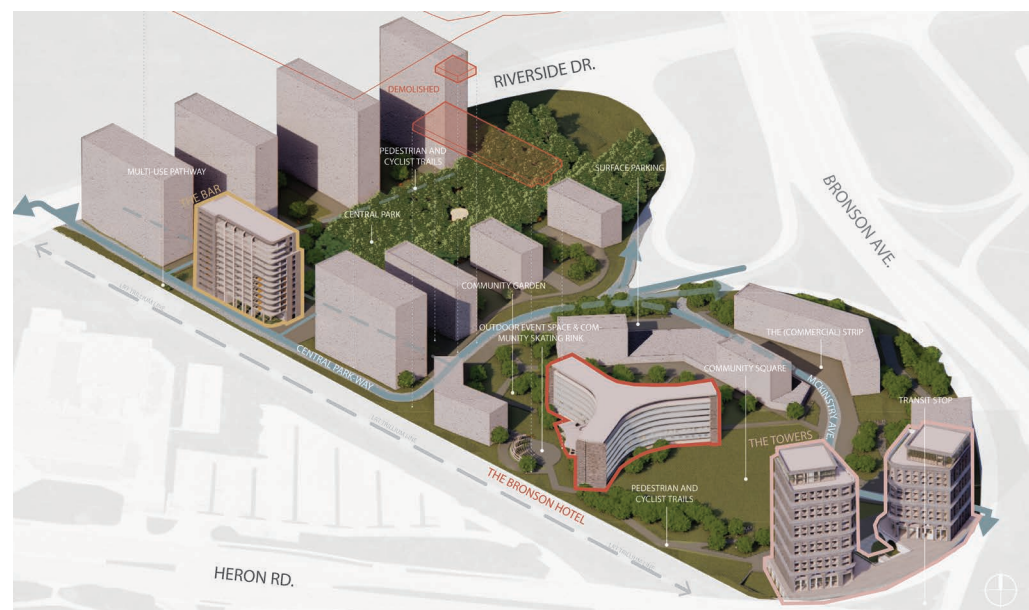 RIVERSIDE DR.
DEMOLISHED
PEDESTRIAN AND
CYCLIST TRAILS
MULTI-USE PATHWAY
SURFACE PARKING
THE BAR
BRONSON AVE.
CENTRAL PARK
COMMUNITY GARDEN
OUTDOOR EVENT SPACE & COM-
MUNITY SKATING RINK
THE (COMMERCIAL) STRIP
CENTRAL PARK-WAY
COMMUNITY SQUARE
MCKINSTRY AVE.
TRANSIT STOP
THE TOWERS
THE BRONSON HOTEL
PEDESTRIAN AND
CYCLIST TRAILS
HERON RD.